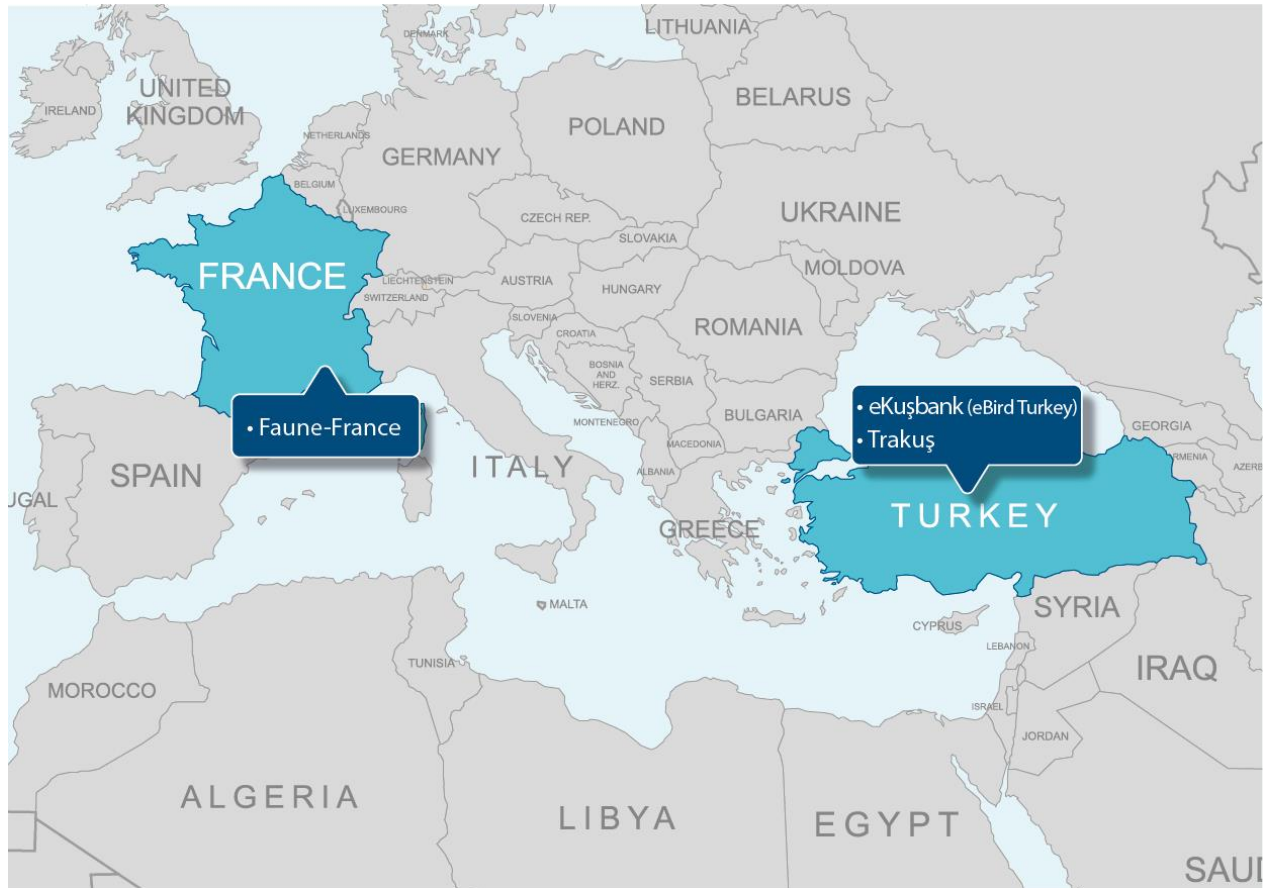 LITHUANIA
DENMARK
UNITED
KINGDOM
IRELAND
BELARUS
POLAND
NETHERLANDS
GERMANY
BELGIUM
LUXEMBOURG
UKRAINE
CZECH REP.
SLOVAKIA
MOLDOVA
FRANCE
LIECHTENSTEIN
AUSTRIA
HUNGARY
SWITZERLAND
SLOVENIA
CROATIA
ROMANIA
BOSNIA
AND
HERZ.
SERBIA
• Faune-France
MONTENEGRO
BULGARIA
• eKuşbank (eBird Turkey)
• Trakuş
GEORGIA
MACEDONIA
ARMENIA
AZERB
ALBANIA
SPAIN
ITALY
UGAL
GREECE
TURKEY
MALTA
CYPRUS
SYRIA
LEBANON
TUNISIA
IRAQ
MOROCCO
ISRAEL
JORDAN
ALGERIA
LIBYA
EGYPT
SAUD